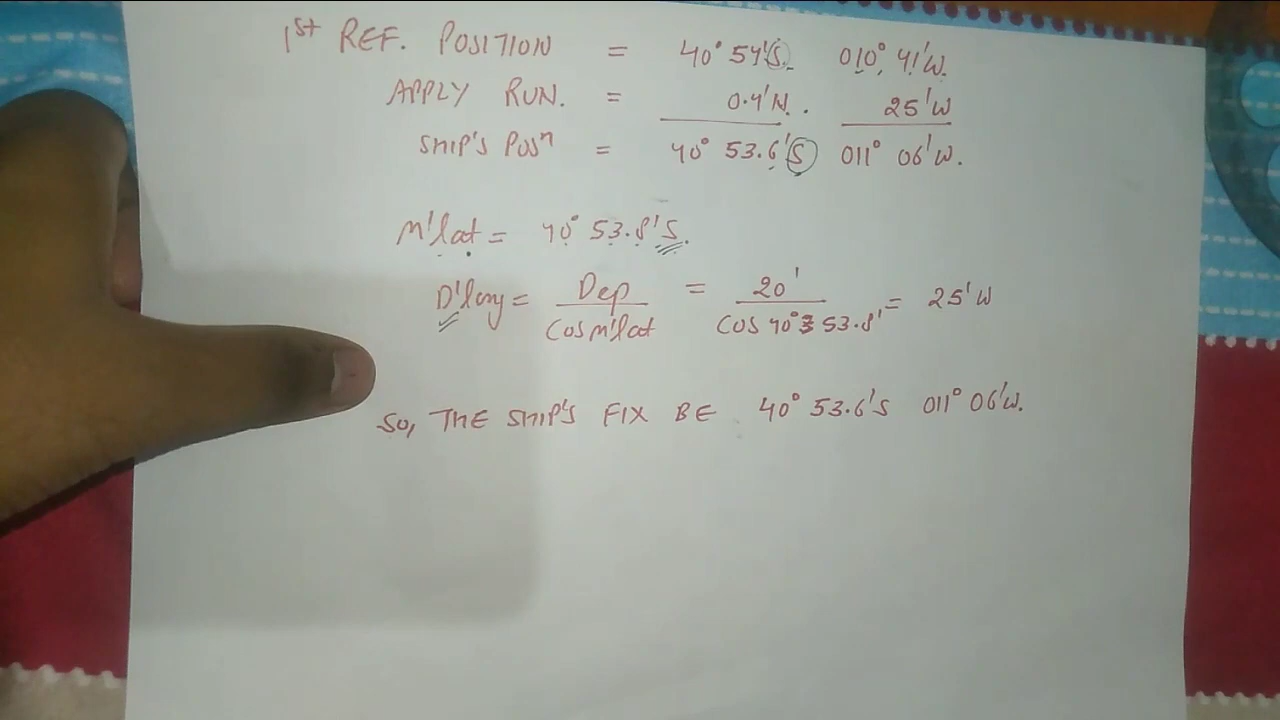 1st REF. POSITION = 40° 54'S. 010° 41'W.
APPLY RUN. = 0.4'N. 25'W
SHIP'S POSn = 40° 53.6'S 011° 06'W.
M'lat = 40° 53.8'S.
D'long = Dep / Cos m'lat = 20' / COS 40° 53.8' = 25'W
SO, THE SHIP'S FIX BE 40° 53.6'S 011° 06'W.